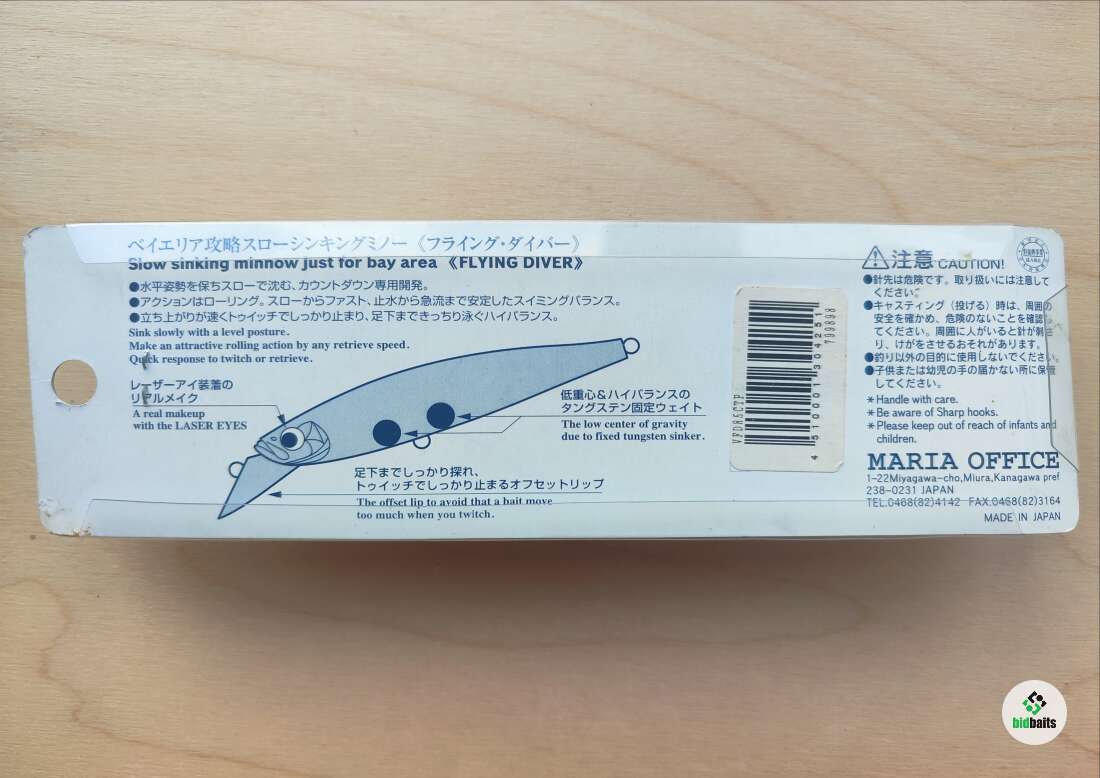 ベイエリア攻略スローシンキングミノー《フライング・ダイバー》
Slow sinking minnow just for bay area 《FLYING DIVER》
●水平姿勢を保ちスローで沈む、カウントダウン専用開発。
●アクションはローリング。スローからファスト、止水から急流まで安定したスイミングバランス。
●立ち上がりが速くトゥイッチでしっかり止まり、足下まできっちり泳ぐハイバランス。
Sink slowly with a level posture.
Make an attractive rolling action by any retrieve speed.
Quick response to twitch or retrieve.
レーザーアイ装着の
リアルメイク
A real makeup
with the LASER EYES
低重心&ハイバランスの
タングステン固定ウェイト
The low center of gravity
due to fixed tungsten sinker.
足下までしっかり探れ、
トゥイッチでしっかり止まるオフセットリップ
The offset lip to avoid that a bait move
too much when you twitch.
VFD85CTP
4510001304251
799898
注意 CAUTION!
●針先は危険です。取り扱いには注意して
ください。
●キャスティング(投げる)時は、周囲の
安全を確かめ、危険のないことを確認し
てください。周囲に人がいると針が刺さ
り、けがをさせるおそれがあります。
●釣り以外の目的に使用しないでください。
●子供または幼児の手の届かない所に保管
してください。
＊Handle with care.
＊Be aware of Sharp hooks.
＊Please keep out of reach of infants and
children.
MARIA OFFICE
1-22Miyagawa-cho,Miura,Kanagawa pref
238-0231 JAPAN
TEL.0468(82)4142 FAX.0468(82)3164
MADE IN JAPAN
bidbaits